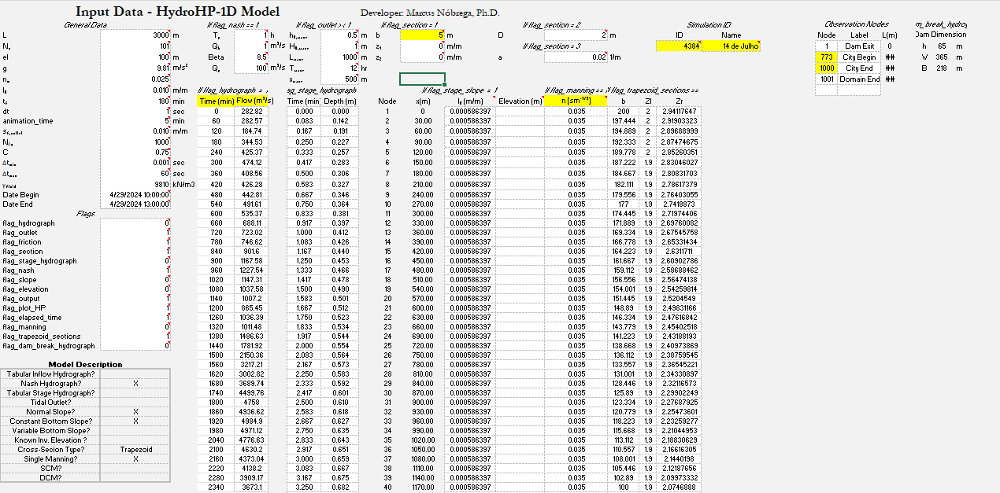 Input Data - HydroHP-1D Model
Developer: Marcus Nóbrega, Ph.D.
General Data
L 3000 m
101
el 100 m
g 9.81 m/s²
0.025
0.010 m/m
180 min
dt 1 sec
animation_time 5 min
0.010 m/m
1000
C 0.75
0.001 sec
60 sec
9810 kN/m3
Date Begin 4/29/2024 10:00:00
Date End 4/29/2024 13:00:00
Flags
flag_hydrograph 0
flag_outlet 1
flag_friction 1
flag_section 1
flag_stage_hydrograph 0
flag_nash 1
flag_slope 0
flag_elevation 0
flag_output 1
flag_plot_HP 1
flag_elapsed_time 1
flag_manning 0
flag_trapezoid_sections 1
flag_dam_break_hydrograph 0
Model Description
Tabular Inflow Hydrograph?
Nash Hydrograph? X
Tabular Stage Hydrograph?
Tidal Outlet?
Normal Slope? X
Constant Bottom Slope? X
Variable Bottom Slope?
Known Inv. Elevation ?
Cross-Secion Type? Trapezoid
Single Manning? X
SCM?
DCM?
If flag_nash == 1
1 h
1 m³/s
Beta 8.5
100 m³/s
If flag_outlet >< 1
0.5 m
1 m
1000 m
12 hr
500 m
If flag_section = 1
b 5 m
z₁ 0 m/m
z₂ 0 m/m
If flag_section = 2
D 2 m
If flag_section = 3
a 0.02 1/m
Simulation ID
ID Name
4384 14 de Julho
Observation Nodes
Node Label L(m)
1 Dam Exit 0
773 City Begin ##
1000 City End ##
1001 Domain End ##
m_break_hydrog
Dam Dimension
h 65 m
W 365 m
B 218 m
If flag_hydrograph =
Time (min) Flow (m³/s)
0 282.82
60 282.57
120 184.74
180 344.53
240 425.37
300 474.12
360 408.56
420 426.28
480 442.81
540 491.61
600 535.37
660 688.11
720 723.02
780 746.62
840 901.6
900 1167.58
960 1227.54
1020 1147.31
1080 1037.58
1140 1007.2
1200 865.45
1260 1036.39
1320 1011.48
1380 1486.63
1440 1781.92
1500 2150.36
1560 3217.21
1620 3002.82
1680 3689.74
1740 4499.76
1800 4758
1860 4936.62
1920 4984.9
1980 4971.12
2040 4776.63
2100 4630.2
2160 4373.04
2220 4138.2
2280 3909.17
2340 3673.1
ag_stage_hydrograph
Time (min) Depth (m)
0.000 0.000
0.083 0.142
0.167 0.191
0.250 0.227
0.333 0.257
0.417 0.283
0.500 0.306
0.583 0.327
0.667 0.346
0.750 0.364
0.833 0.381
0.917 0.397
1.000 0.412
1.083 0.426
1.167 0.440
1.250 0.453
1.333 0.466
1.417 0.478
1.500 0.490
1.583 0.501
1.667 0.512
1.750 0.523
1.833 0.534
1.917 0.544
2.000 0.554
2.083 0.564
2.167 0.573
2.250 0.583
2.333 0.592
2.417 0.601
2.500 0.610
2.583 0.618
2.667 0.627
2.750 0.635
2.833 0.643
2.917 0.651
3.000 0.659
3.083 0.667
3.167 0.675
3.250 0.682
If flag_stage_slope = 1 If flag_manning == If flag_trapezoid_sections ==
Node x(m) I₀ (m/m) Elevation (m) n [sm⁻¹/³] b Zl Zr
1 0 0.000586397 0.035 200 2 2.94117647
2 30.00 0.000586397 0.035 197.444 2 2.91903323
3 60.00 0.000586397 0.035 194.889 2 2.89688999
4 90.00 0.000586397 0.035 192.333 2 2.87474675
5 120.00 0.000586397 0.035 189.778 2 2.85260351
6 150.00 0.000586397 0.035 187.222 1.9 2.83046027
7 180.00 0.000586397 0.035 184.667 1.9 2.80831703
8 210.00 0.000586397 0.035 182.111 1.9 2.78617379
9 240.00 0.000586397 0.035 179.556 1.9 2.76403055
10 270.00 0.000586397 0.035 177 1.9 2.7418873
11 300.00 0.000586397 0.035 174.445 1.9 2.71974406
12 330.00 0.000586397 0.035 171.889 1.9 2.69760082
13 360.00 0.000586397 0.035 169.334 1.9 2.67545758
14 390.00 0.000586397 0.035 166.778 1.9 2.65331434
15 420.00 0.000586397 0.035 164.223 1.9 2.6311711
16 450.00 0.000586397 0.035 161.667 1.9 2.60902786
17 480.00 0.000586397 0.035 159.112 1.9 2.58688462
18 510.00 0.000586397 0.035 156.556 1.9 2.56474138
19 540.00 0.000586397 0.035 154.001 1.9 2.54259814
20 570.00 0.000586397 0.035 151.445 1.9 2.5204549
21 600.00 0.000586397 0.035 148.89 1.9 2.49831166
22 630.00 0.000586397 0.035 146.334 1.9 2.47616842
23 660.00 0.000586397 0.035 143.779 1.9 2.45402518
24 690.00 0.000586397 0.035 141.223 1.9 2.43188193
25 720.00 0.000586397 0.035 138.668 1.9 2.40973869
26 750.00 0.000586397 0.035 136.112 1.9 2.38759545
27 780.00 0.000586397 0.035 133.557 1.9 2.36545221
28 810.00 0.000586397 0.035 131.001 1.9 2.34330897
29 840.00 0.000586397 0.035 128.446 1.9 2.32116573
30 870.00 0.000586397 0.035 125.89 1.9 2.29902249
31 900.00 0.000586397 0.035 123.334 1.9 2.27687925
32 930.00 0.000586397 0.035 120.779 1.9 2.25473601
33 960.00 0.000586397 0.035 118.223 1.9 2.23259277
34 990.00 0.000586397 0.035 115.668 1.9 2.21044953
35 1020.00 0.000586397 0.035 113.112 1.9 2.18830629
36 1050.00 0.000586397 0.035 110.557 1.9 2.16616305
37 1080.00 0.000586397 0.035 108.001 1.9 2.1440198
38 1110.00 0.000586397 0.035 105.446 1.9 2.12187656
39 1140.00 0.000586397 0.035 102.89 1.9 2.09973332
40 1170.00 0.000586397 0.035 100 1.9 2.0746888